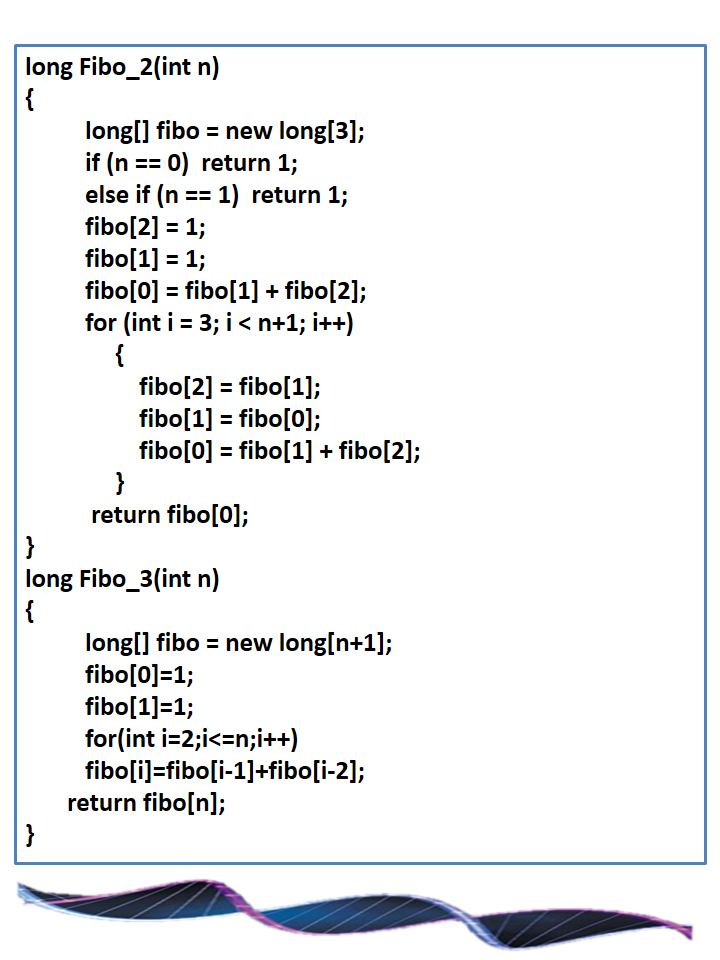 long Fibo_2(int n)
{
long[] fibo = new long[3];
if (n == 0)  return 1;
else if (n == 1)  return 1;
fibo[2] = 1;
fibo[1] = 1;
fibo[0] = fibo[1] + fibo[2];
for (int i = 3; i < n+1; i++)
{
fibo[2] = fibo[1];
fibo[1] = fibo[0];
fibo[0] = fibo[1] + fibo[2];
}
return fibo[0];
}
long Fibo_3(int n)
{
long[] fibo = new long[n+1];
fibo[0]=1;
fibo[1]=1;
for(int i=2;i<=n;i++)
fibo[i]=fibo[i-1]+fibo[i-2];
return fibo[n];
}